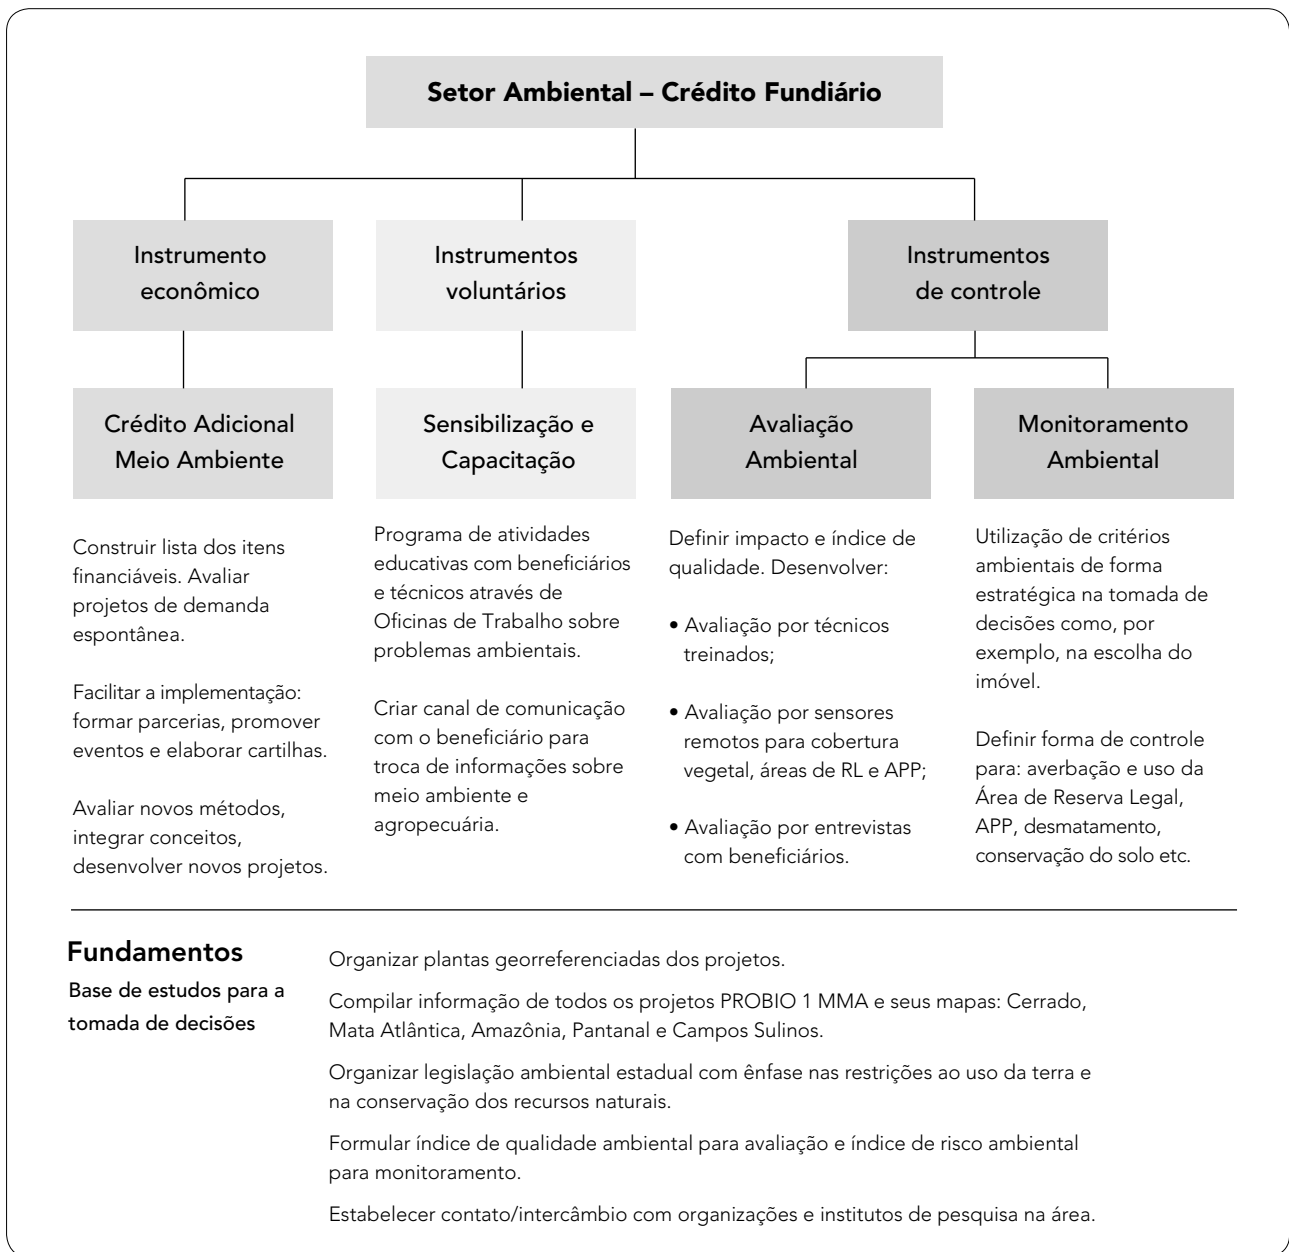 Setor Ambiental – Crédito Fundiário
Instrumento
econômico
Instrumentos
voluntários
Instrumentos
de controle
Crédito Adicional
Meio Ambiente
Sensibilização e
Capacitação
Avaliação
Ambiental
Monitoramento
Ambiental
Construir lista dos itens
financiáveis. Avaliar
projetos de demanda
espontânea.
Facilitar a implementação:
formar parcerias, promover
eventos e elaborar cartilhas.
Avaliar novos métodos,
integrar conceitos,
desenvolver novos projetos.
Programa de atividades
educativas com beneficiários
e técnicos através de
Oficinas de Trabalho sobre
problemas ambientais.
Criar canal de comunicação
com o beneficiário para
troca de informações sobre
meio ambiente e
agropecuária.
Definir impacto e índice de
qualidade. Desenvolver:
• Avaliação por técnicos
treinados;
• Avaliação por sensores
remotos para cobertura
vegetal, áreas de RL e APP;
• Avaliação por entrevistas
com beneficiários.
Utilização de critérios
ambientais de forma
estratégica na tomada de
decisões como, por
exemplo, na escolha do
imóvel.
Definir forma de controle
para: averbação e uso da
Área de Reserva Legal,
APP, desmatamento,
conservação do solo etc.
Fundamentos
Base de estudos para a
tomada de decisões
Organizar plantas georreferenciadas dos projetos.
Compilar informação de todos os projetos PROBIO 1 MMA e seus mapas: Cerrado,
Mata Atlântica, Amazônia, Pantanal e Campos Sulinos.
Organizar legislação ambiental estadual com ênfase nas restrições ao uso da terra e
na conservação dos recursos naturais.
Formular índice de qualidade ambiental para avaliação e índice de risco ambiental
para monitoramento.
Estabelecer contato/intercâmbio com organizações e institutos de pesquisa na área.